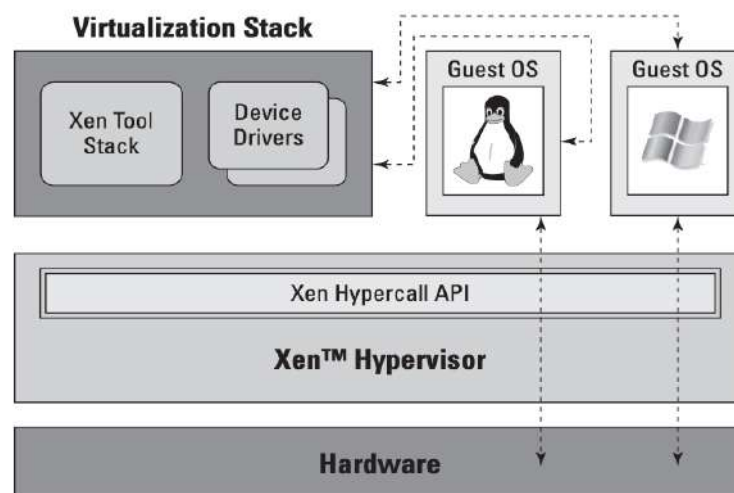 Virtualization Stack
Guest OS
Guest OS
Xen Tool
Stack
Device
Drivers
Xen Hypercall API
Xen™ Hypervisor
Hardware